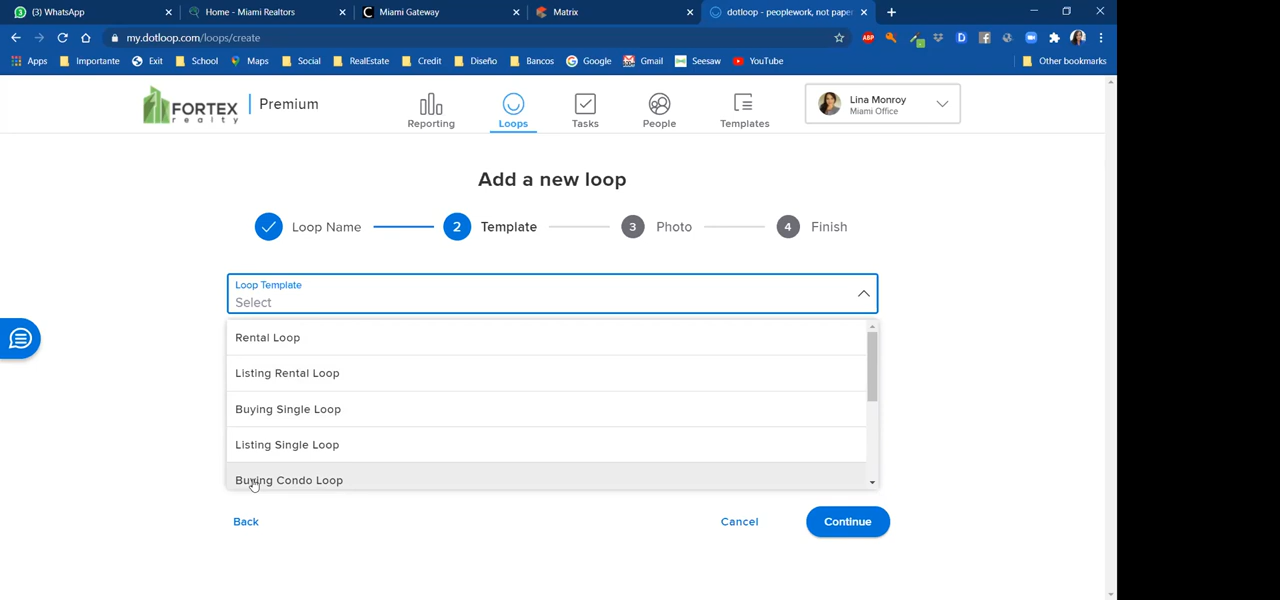 (3) WhatsApp
Home - Miami Realtors
Miami Gateway
Matrix
dotloop - peoplework, not pape
my.dotloop.com/loops/create
Apps
Importante
Exit
School
Maps
Social
RealEstate
Credit
Diseño
Bancos
Google
Gmail
Seesaw
YouTube
Other bookmarks
FORTEX
realty
Premium
Reporting
Loops
Tasks
People
Templates
Lina Monroy
Miami Office
Add a new loop
Loop Name
2 Template
3 Photo
4 Finish
Loop Template
Select
Rental Loop
Listing Rental Loop
Buying Single Loop
Listing Single Loop
Buying Condo Loop
Back
Cancel
Continue